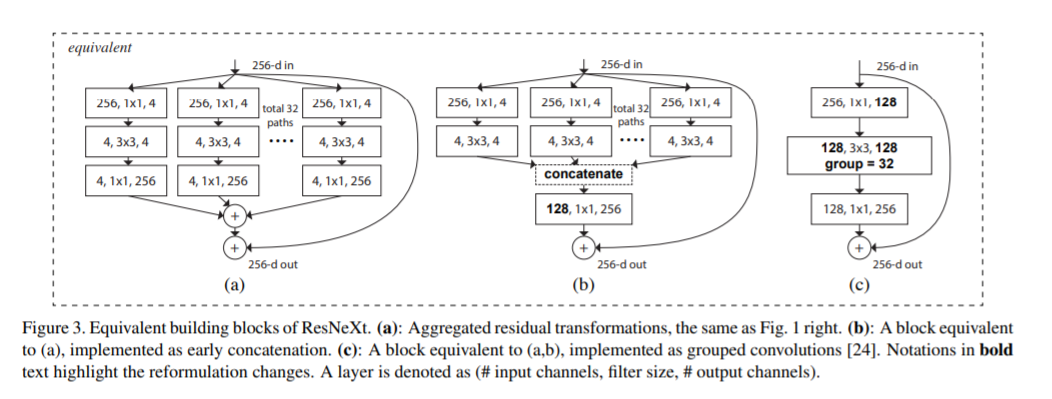 equivalent
256-d in
256, 1x1, 4
256, 1x1, 4
total 32
paths
256, 1x1, 4
4, 3x3, 4
4, 3x3, 4
....
4, 3x3, 4
4, 1x1, 256
4, 1x1, 256
4, 1x1, 256
+
+
256-d out
(a)
256-d in
256, 1x1, 4
256, 1x1, 4
total 32
paths
256, 1x1, 4
4, 3x3, 4
4, 3x3, 4
....
4, 3x3, 4
concatenate
128, 1x1, 256
+
256-d out
(b)
256-d in
256, 1x1, 128
128, 3x3, 128
group = 32
128, 1x1, 256
+
256-d out
(c)
Figure 3. Equivalent building blocks of ResNeXt. (a): Aggregated residual transformations, the same as Fig. 1 right. (b): A block equivalent
to (a), implemented as early concatenation. (c): A block equivalent to (a,b), implemented as grouped convolutions [24]. Notations in bold
text highlight the reformulation changes. A layer is denoted as (# input channels, filter size, # output channels).